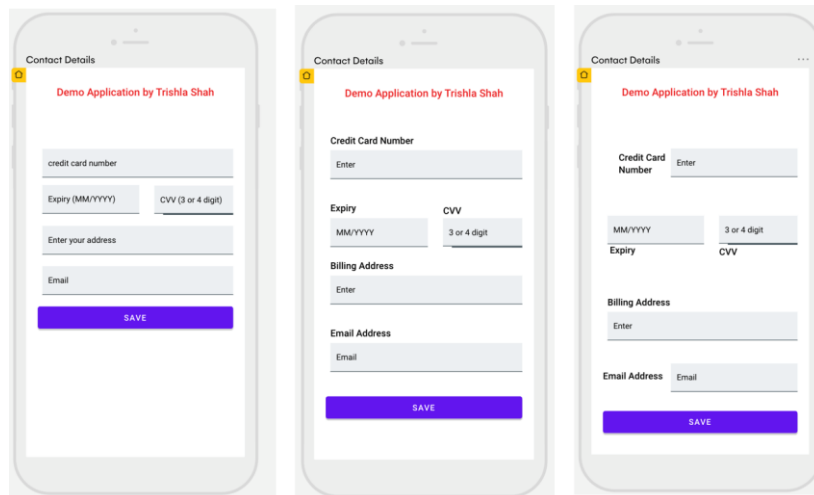 Contact Details
Demo Application by Trishla Shah
credit card number
Expiry (MM/YYYY)
CVV (3 or 4 digit)
Enter your address
Email
SAVE
Contact Details
Demo Application by Trishla Shah
Credit Card Number
Enter
Expiry
CVV
MM/YYYY
3 or 4 digit
Billing Address
Enter
Email Address
Email
SAVE
Contact Details
...
Demo Application by Trishla Shah
Credit Card
Number
Enter
MM/YYYY
3 or 4 digit
Expiry
CVV
Billing Address
Enter
Email Address
Email
SAVE